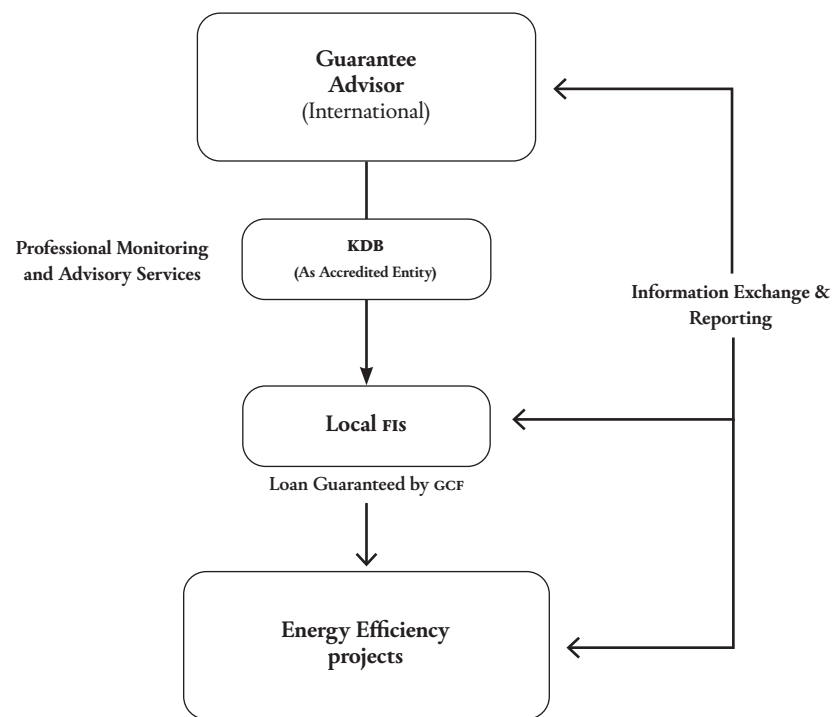 Guarantee
Advisor
(International)
Professional Monitoring
and Advisory Services
KDB
(As Accredited Entity)
Information Exchange &
Reporting
Local FIs
Loan Guaranteed by GCF
Energy Efficiency
projects